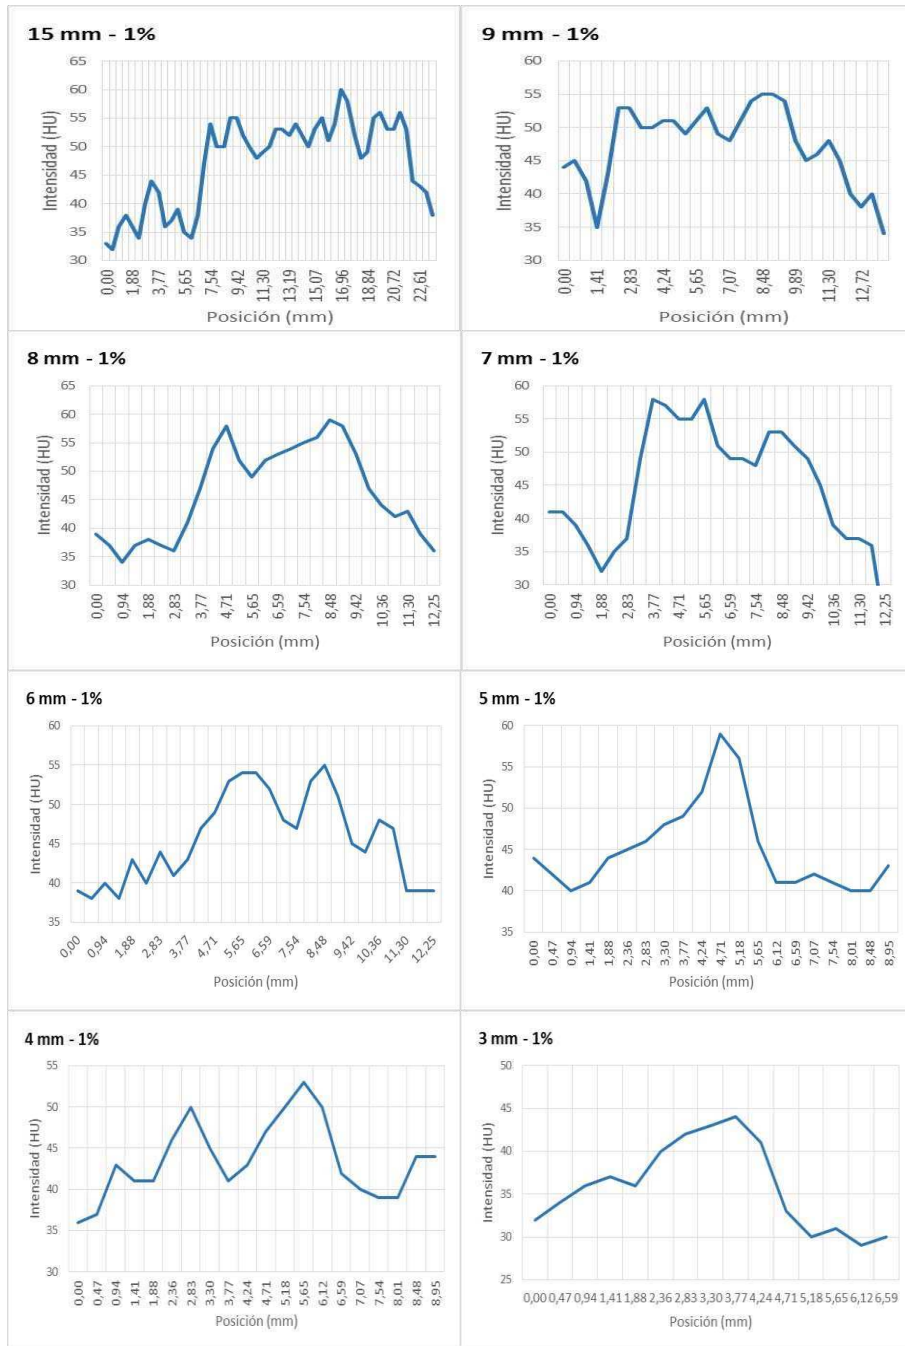 15 mm - 1%
Intensidad (HU)
65
60
55
50
45
40
35
30
0,00 1,88 3,77 5,65 7,54 9,42 11,30 13,19 15,07 16,96 18,84 20,72 22,61
Posición (mm)
9 mm - 1%
Intensidad (HU)
60
55
50
45
40
35
30
0,00 1,41 2,83 4,24 5,65 7,07 8,48 9,89 11,30 12,72
Posición (mm)
8 mm - 1%
Intensidad (HU)
65
60
55
50
45
40
35
30
0,00 0,94 1,88 2,83 3,77 4,71 5,65 6,59 7,54 8,48 9,42 10,36 11,30 12,25
Posición (mm)
7 mm - 1%
Intensidad (HU)
60
55
50
45
40
35
30
0,00 0,94 1,88 2,83 3,77 4,71 5,65 6,59 7,54 8,48 9,42 10,36 11,30 12,25
Posición (mm)
6 mm - 1%
Intensidad (HU)
60
55
50
45
40
35
0,00 0,94 1,88 2,83 3,77 4,71 5,65 6,59 7,54 8,48 9,42 10,36 11,30 12,25
Posición (mm)
5 mm - 1%
Intensidad (HU)
60
55
50
45
40
35
0,00 0,47 0,94 1,41 1,88 2,36 2,83 3,30 3,77 4,24 4,71 5,18 5,65 6,12 6,59 7,07 7,54 8,01 8,48 8,95
Posición (mm)
4 mm - 1%
Intensidad (HU)
55
50
45
40
35
30
0,00 0,47 0,94 1,41 1,88 2,36 2,83 3,30 3,77 4,24 4,71 5,18 5,65 6,12 6,59 7,07 7,54 8,01 8,48 8,95
Posición (mm)
3 mm - 1%
Intensidad (HU)
50
45
40
35
30
25
0,00 0,47 0,94 1,41 1,88 2,36 2,83 3,30 3,77 4,24 4,71 5,18 5,65 6,12 6,59
Posición (mm)